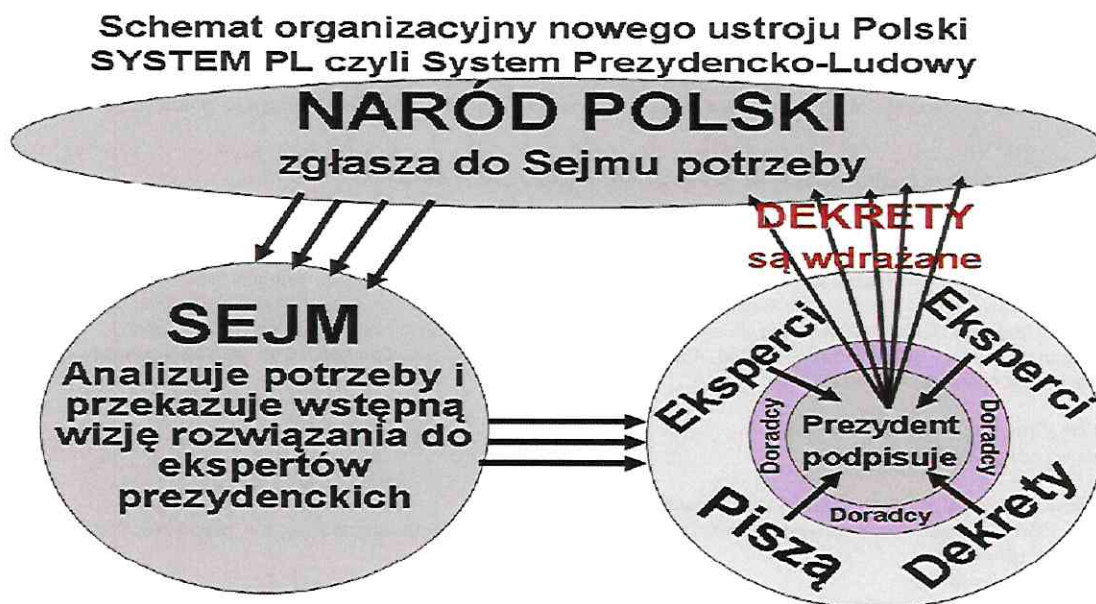 Schemat organizacyjny nowego ustroju Polski
SYSTEM PL czyli System Prezydencko-Ludowy
NARÓD POLSKI
zgłasza do Sejmu potrzeby
DEKRETY
są wdrażane
SEJM
Analizuje potrzeby i
przekazuje wstępną
wizję rozwiązania do
ekspertów
prezydenckich
Eksperci
Eksperci
Doradcy
Prezydent
podpisuje
Doradcy
Doradcy
Piszą
Dekrety